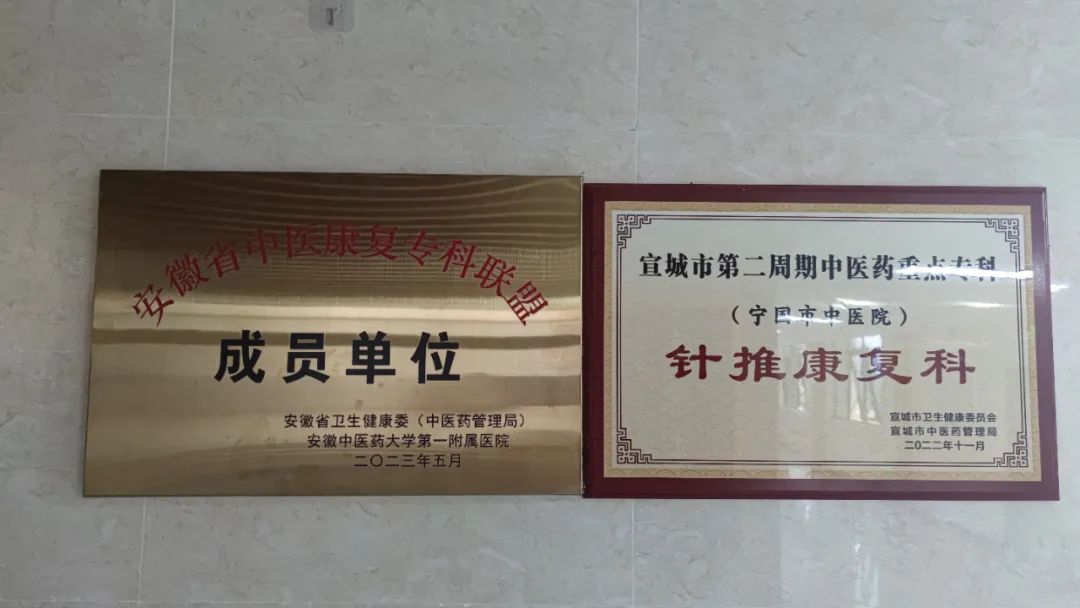 安徽省中医康复专科联盟
成员单位
安徽省卫生健康委（中医药管理局）
安徽中医药大学第一附属医院
二〇二三年五月
宣城市第二周期中医药重点专科
（宁国市中医院）
针推康复科
宣城市卫生健康委员会
宣城市中医药管理局
二〇二二年十一月